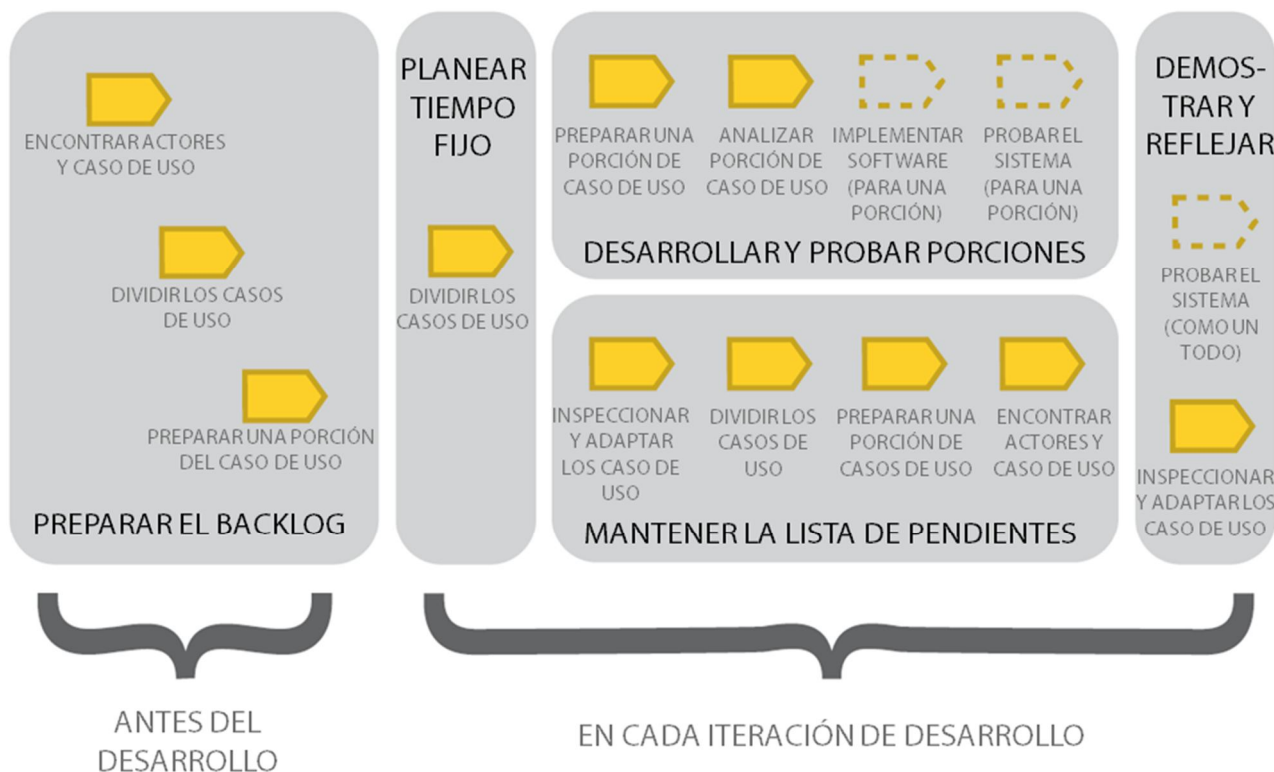 ENCONTRAR ACTORES
Y CASO DE USO
DIVIDIR LOS CASOS
DE USO
PREPARAR UNA PORCIÓN
DEL CASO DE USO
PREPARAR EL BACKLOG
PLANEAR
TIEMPO
FIJO
DIVIDIR LOS
CASOS DE USO
PREPARAR UNA
PORCIÓN DE
CASO DE USO
ANALIZAR
PORCIÓN DE
CASO DE USO
IMPLEMENTAR
SOFTWARE
(PARA UNA
PORCIÓN)
PROBAR EL
SISTEMA
(PARA UNA
PORCIÓN)
DESARROLLAR Y PROBAR PORCIONES
INSPECCIONAR
Y ADAPTAR
LOS CASO DE
USO
DIVIDIR LOS
CASOS DE
USO
PREPARAR UNA
PORCIÓN DE
CASOS DE USO
ENCONTRAR
ACTORES Y
CASO DE USO
MANTENER LA LISTA DE PENDIENTES
DEMOS-
TRAR Y
REFLEJAR
PROBAR EL
SISTEMA
(COMO UN
TODO)
INSPECCIONAR
Y ADAPTAR LOS
CASO DE USO
ANTES DEL
DESARROLLO
EN CADA ITERACIÓN DE DESARROLLO